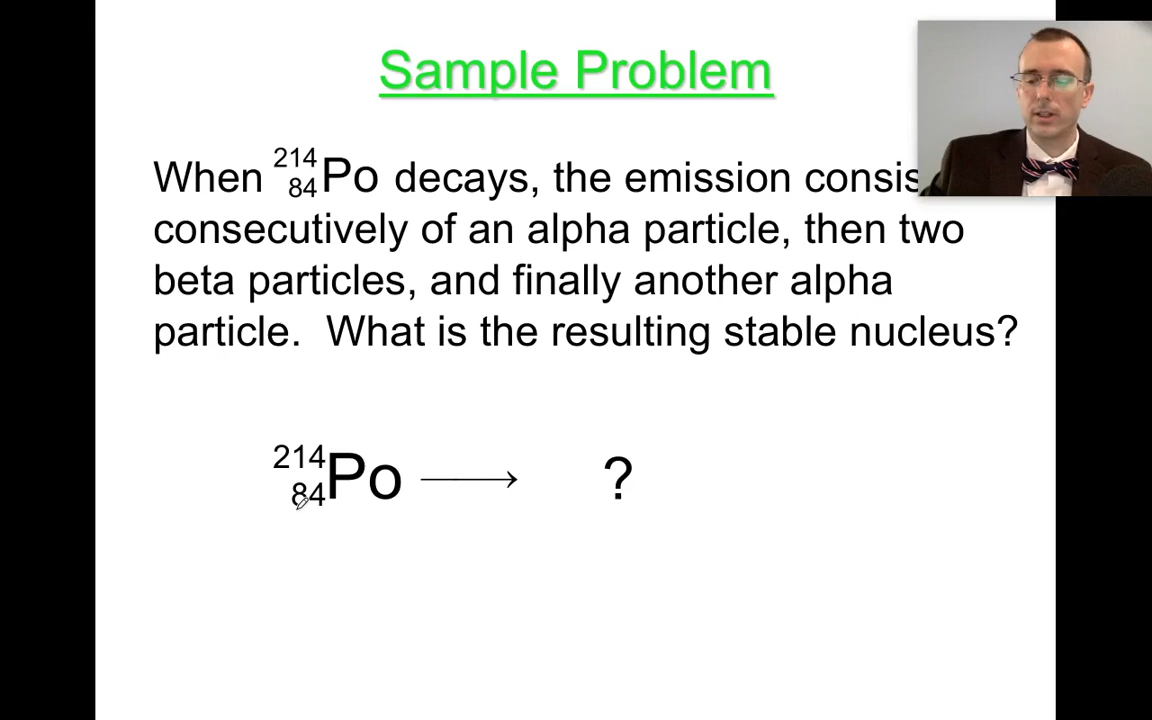 Sample Problem
When ²¹⁴₈₄Po decays, the emission consis
consecutively of an alpha particle, then two
beta particles, and finally another alpha
particle. What is the resulting stable nucleus?
²¹⁴₈₄Po ⟶ ?